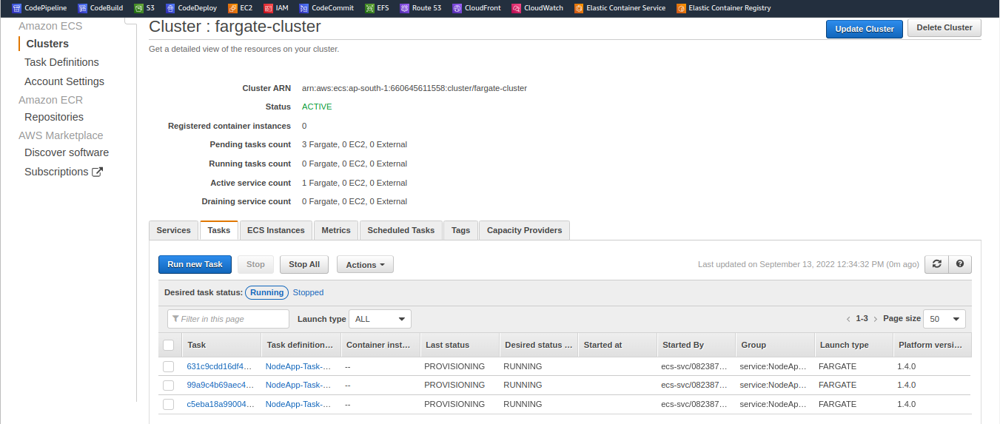 CodePipeline CodeBuild S3 CodeDeploy EC2 IAM CodeCommit EFS Route 53 CloudFront CloudWatch Elastic Container Service Elastic Container Registry
Amazon ECS
Clusters
Task Definitions
Account Settings
Amazon ECR
Repositories
AWS Marketplace
Discover software
Subscriptions
Cluster : fargate-cluster
Update Cluster Delete Cluster
Get a detailed view of the resources on your cluster.
Cluster ARN arn:aws:ecs:ap-south-1:660645611558:cluster/fargate-cluster
Status ACTIVE
Registered container instances 0
Pending tasks count 3 Fargate, 0 EC2, 0 External
Running tasks count 0 Fargate, 0 EC2, 0 External
Active service count 1 Fargate, 0 EC2, 0 External
Draining service count 0 Fargate, 0 EC2, 0 External
Services Tasks ECS Instances Metrics Scheduled Tasks Tags Capacity Providers
Run new Task Stop Stop All Actions Last updated on September 13, 2022 12:34:32 PM (0m ago)
Desired task status: Running Stopped
Filter in this page Launch type ALL < 1-3 > Page size 50
Task Task definition... Container inst... Last status Desired status ... Started at Started By Group Launch type Platform versi...
631c9cdd16df4... NodeApp-Task-... -- PROVISIONING RUNNING ecs-svc/082387... service:NodeAp... FARGATE 1.4.0
99a9c4b69aec4... NodeApp-Task-... -- PROVISIONING RUNNING ecs-svc/082387... service:NodeAp... FARGATE 1.4.0
c5eba18a99004... NodeApp-Task-... -- PROVISIONING RUNNING ecs-svc/082387... service:NodeAp... FARGATE 1.4.0